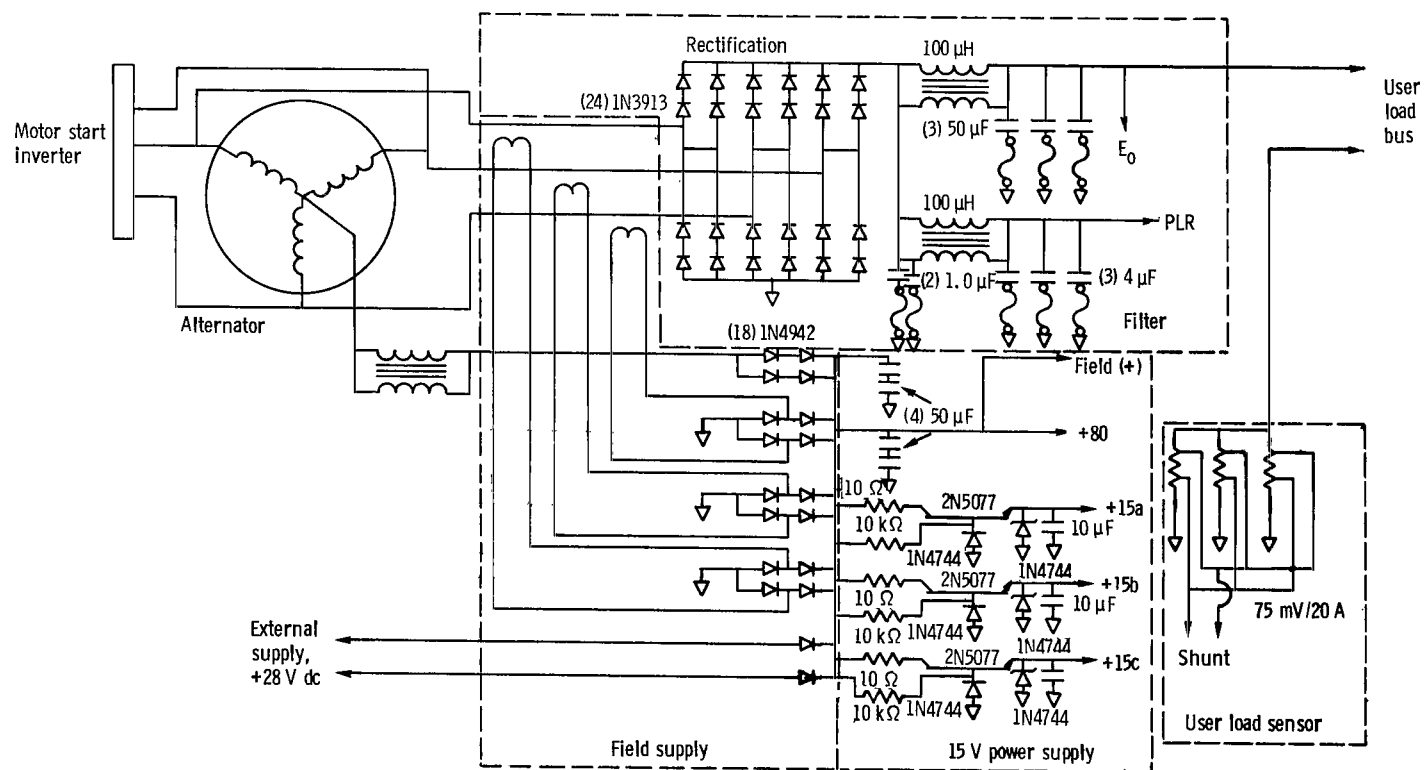 Rectification
100 μH
(24) 1N3913
User
load
bus
Motor start
inverter
(3) 50 μF
E₀
100 μH
PLR
(2) 1.0 μF
(3) 4 μF
Filter
Alternator
(18) 1N4942
Field (+)
(4) 50 μF
+80
10 Ω
2N5077
+15a
10 kΩ
10 μF
1N4744
1N4744
2N5077
+15b
10 Ω
10 μF
75 mV/20 A
10 kΩ
1N4744
1N4744
External
supply,
+28 V dc
2N5077
+15c
Shunt
10 Ω
10 kΩ
1N4744
1N4744
User load sensor
Field supply
15 V power supply